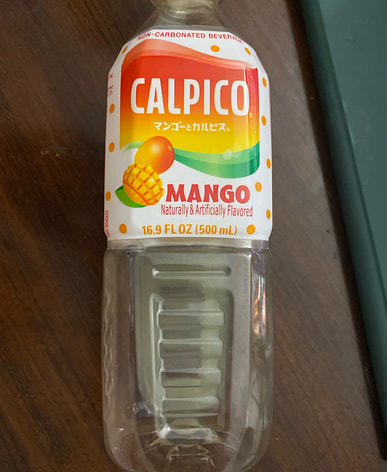 NON-CARBONATED BEVERAGE
CALPICO
マンゴーとカルピス®
MANGO
Naturally & Artificially Flavored
16.9 FL OZ (500 mL)